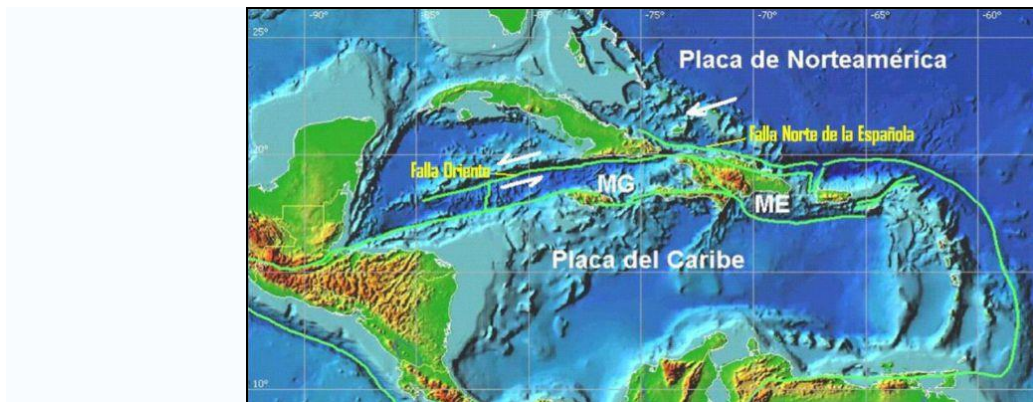 -90°
-85°
-75°
-70°
-65°
-60°
25°
Placa de Norteamérica
Falla Norte de la Española
20°
Falla Oriente
MG
ME
Placa del Caribe
10°